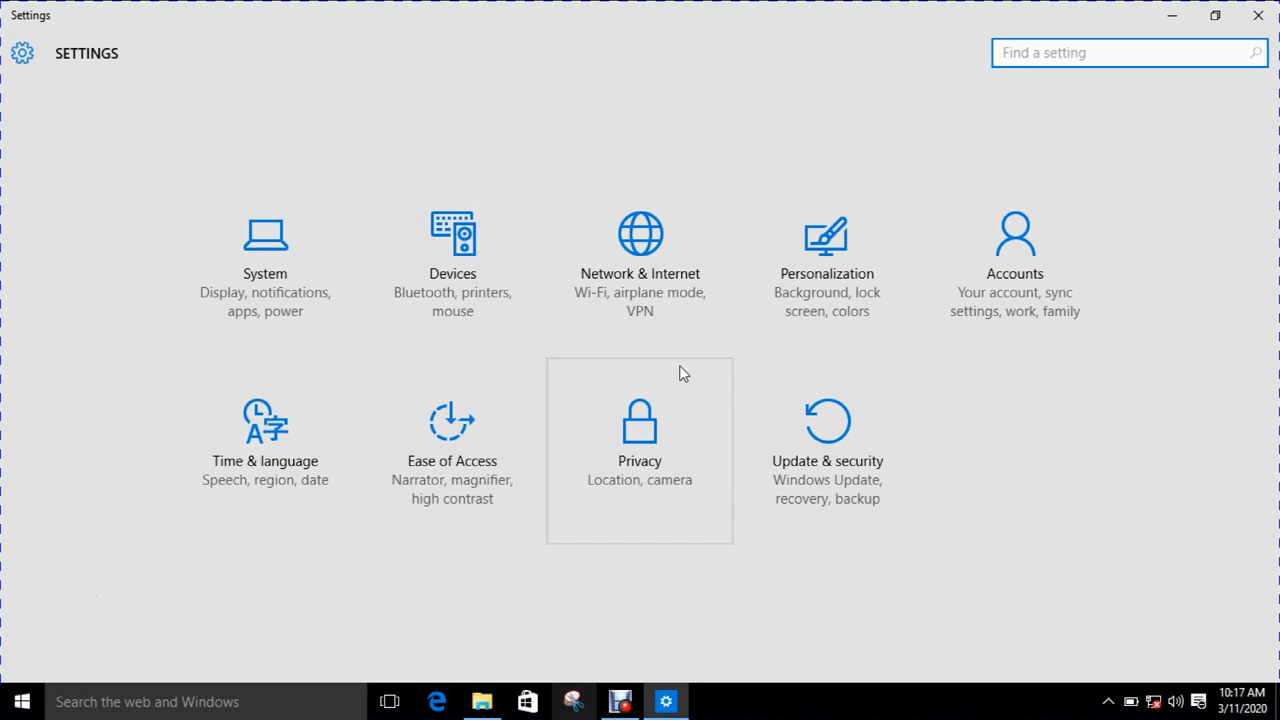 Settings
SETTINGS
Find a setting
System
Display, notifications,
apps, power
Devices
Bluetooth, printers,
mouse
Network & Internet
Wi-Fi, airplane mode,
VPN
Personalization
Background, lock
screen, colors
Accounts
Your account, sync
settings, work, family
Time & language
Speech, region, date
Ease of Access
Narrator, magnifier,
high contrast
Privacy
Location, camera
Update & security
Windows Update,
recovery, backup
A字
Search the web and Windows
10:17 AM
3/11/2020